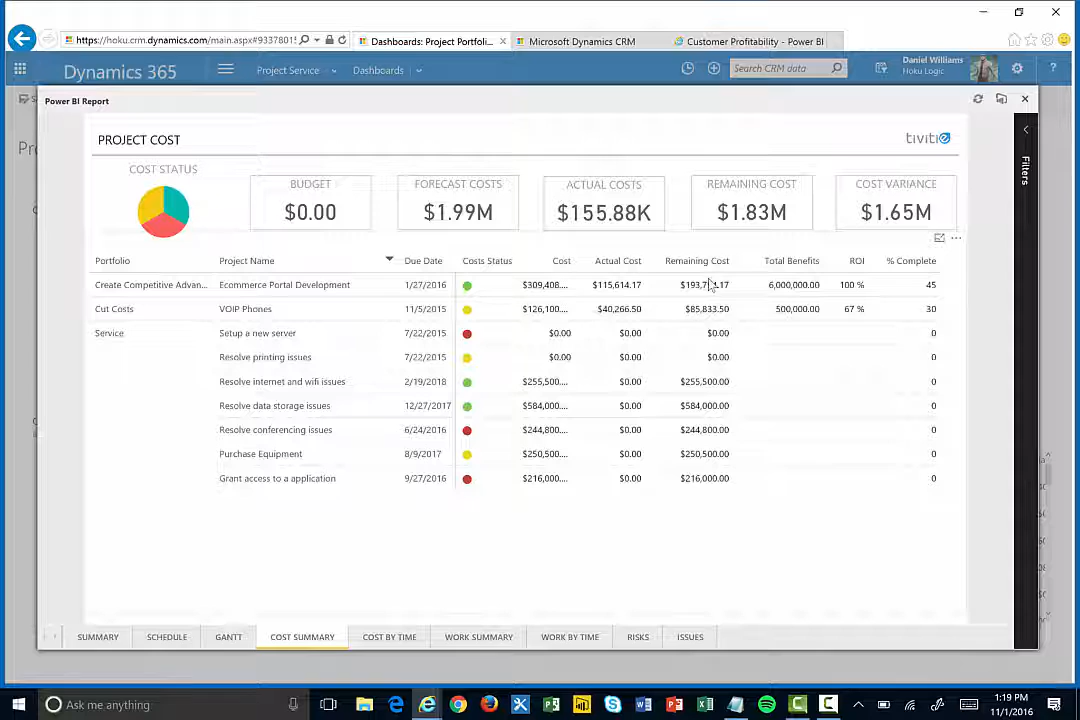 https://hoku.crm.dynamics.com/main.aspx#93378015
Dashboards: Project Portfoli...
Microsoft Dynamics CRM
Customer Profitability - Power BI
Dynamics 365
Project Service
Dashboards
Search CRM data
Daniel Williams
Hoku Logic
?
Power BI Report
PROJECT COST
tiviti
COST STATUS
BUDGET
$0.00
FORECAST COSTS
$1.99M
ACTUAL COSTS
$155.88K
REMAINING COST
$1.83M
COST VARIANCE
$1.65M
Filters
Portfolio Project Name Due Date Costs Status Cost Actual Cost Remaining Cost Total Benefits ROI % Complete
Create Competitive Advan... Ecommerce Portal Development 1/27/2016 $309,408.... $115,614.17 6,000,000.00 100 % 45
Cut Costs VOIP Phones 11/5/2015 $126,100.... $40,266.50 $85,833.50 500,000.00 67 % 30
Service Setup a new server 7/22/2015 $0.00 $0.00 $0.00 0
Resolve printing issues 7/22/2015 $0.00 $0.00 $0.00 0
Resolve internet and wifi issues 2/19/2018 $255,500.... $0.00 $255,500.00 0
Resolve data storage issues 12/27/2017 $584,000.... $0.00 $584,000.00 0
Resolve conferencing issues 6/24/2016 $244,800.... $0.00 $244,800.00 0
Purchase Equipment 8/9/2017 $250,500.... $0.00 $250,500.00 0
Grant access to a application 9/27/2016 $216,000.... $0.00 $216,000.00 0
SUMMARY SCHEDULE GANTT COST SUMMARY COST BY TIME WORK SUMMARY WORK BY TIME RISKS ISSUES
Ask me anything
1:19 PM
11/1/2016